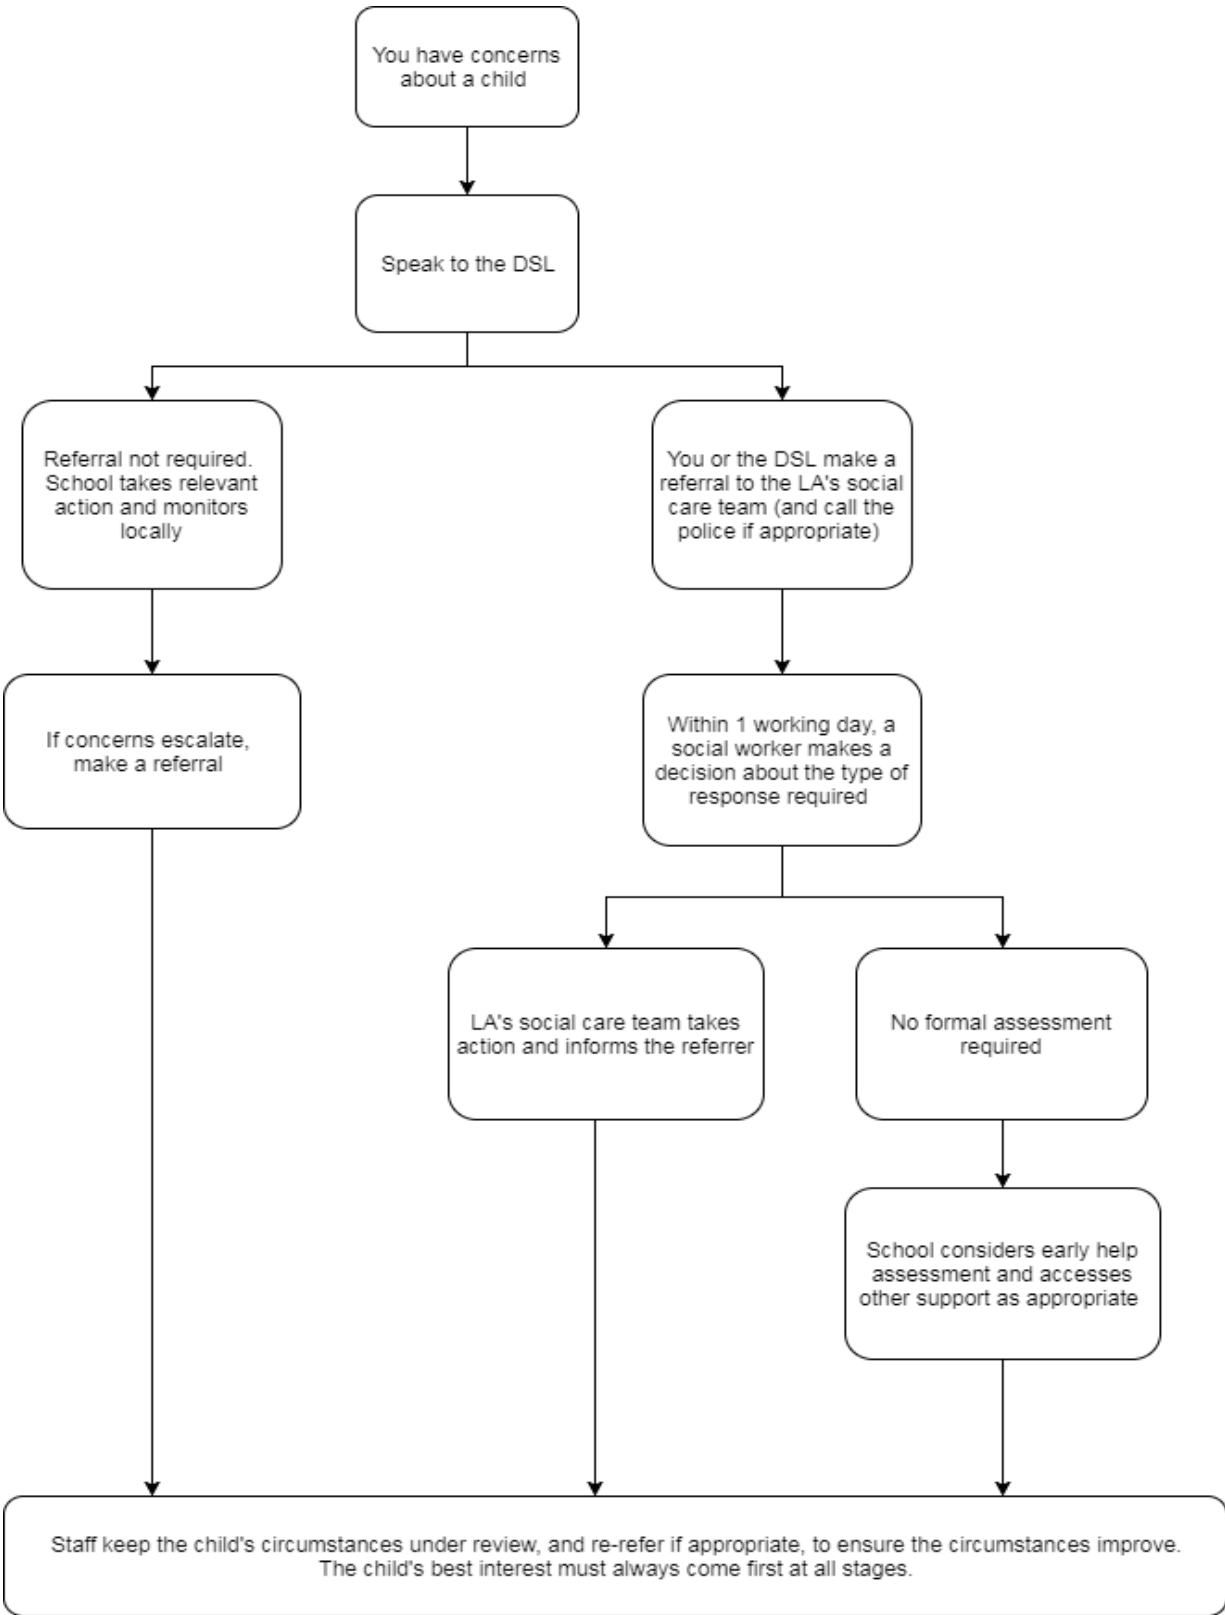 You have concerns
about a child
Speak to the DSL
Referral not required.
School takes relevant
action and monitors
locally
You or the DSL make a
referral to the LA's social
care team (and call the
police if appropriate)
If concerns escalate,
make a referral
Within 1 working day, a
social worker makes a
decision about the type of
response required
LA's social care team takes
action and informs the referrer
No formal assessment
required
School considers early help
assessment and accesses
other support as appropriate
Staff keep the child's circumstances under review, and re-refer if appropriate, to ensure the circumstances improve.
The child's best interest must always come first at all stages.